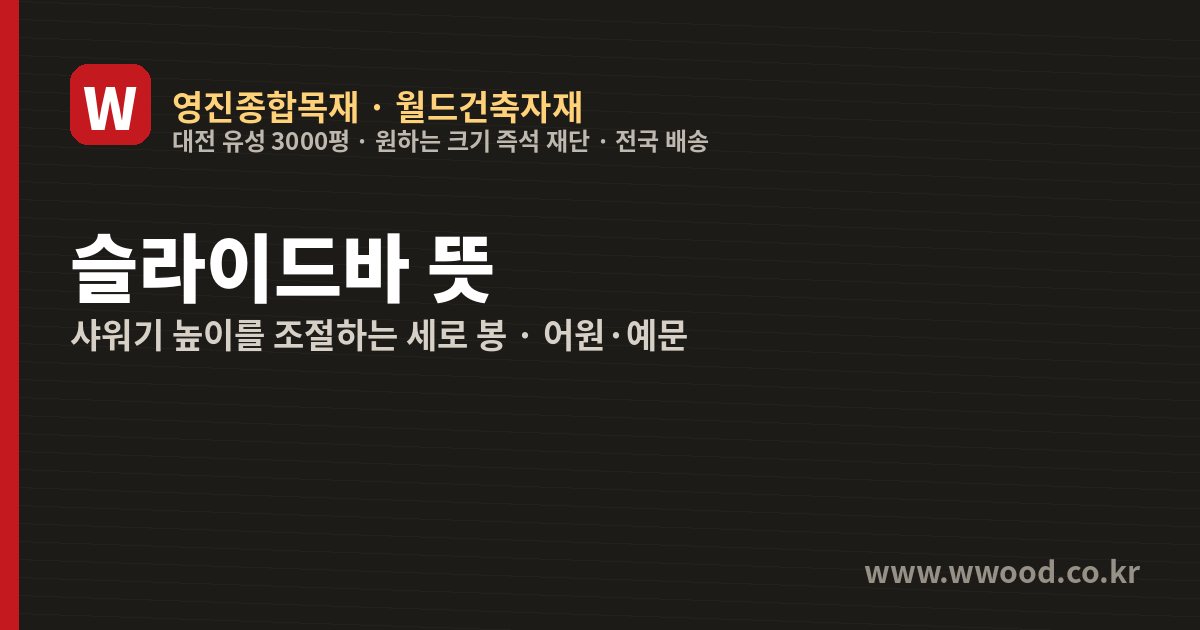 W
영진종합목재 · 월드건축자재
대전 유성 3000평 · 원하는 크기 즉석 재단 · 전국 배송
슬라이드바 뜻
샤워기 높이를 조절하는 세로 봉 · 어원·예문
www.wwood.co.kr